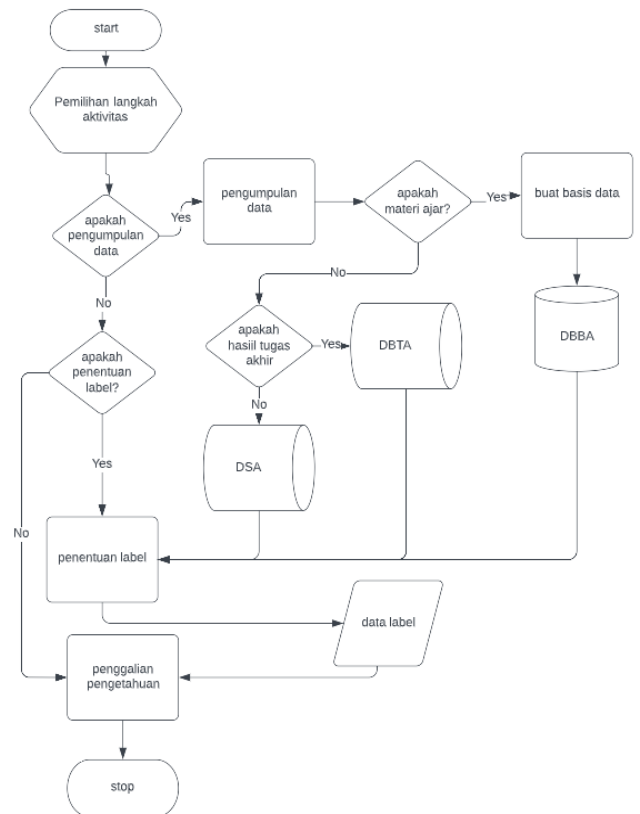 start
Pemilihan langkah
aktivitas
apakah
pengumpulan
data
Yes
pengumpulan
data
apakah
materi ajar?
Yes
buat basis data
DBBA
No
No
apakah
hasiil tugas
akhir
Yes
DBTA
No
DSA
apakah
penentuan
label?
Yes
No
penentuan label
data label
penggalian
pengetahuan
stop